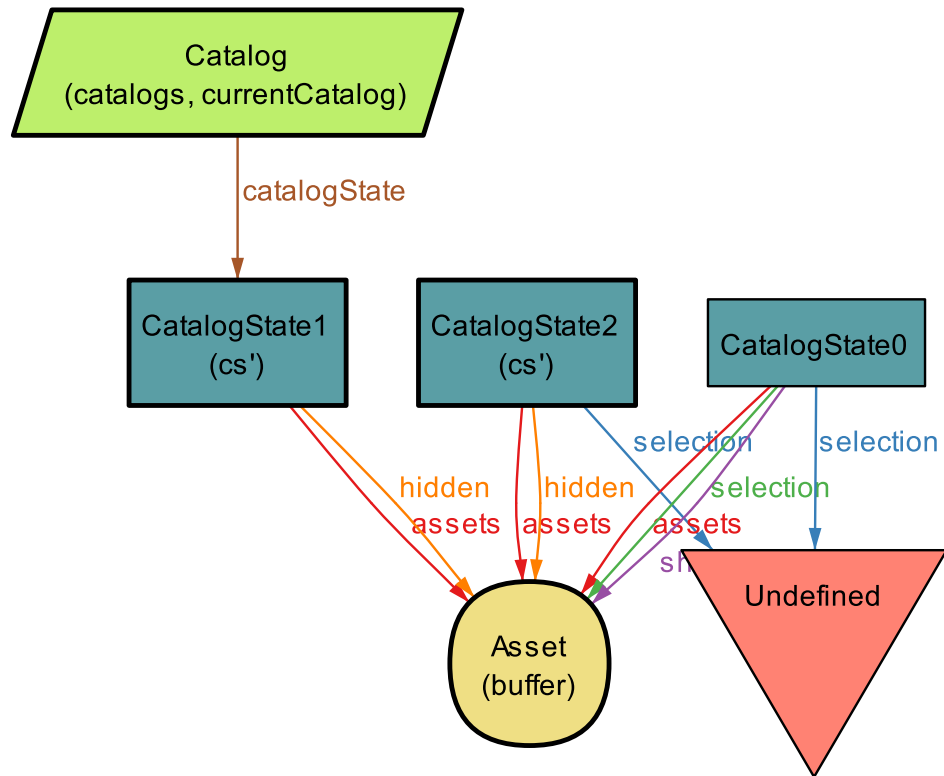 Catalog
(catalogs, currentCatalog)
catalogState
CatalogState1
(cs')
CatalogState2
(cs')
CatalogState0
selection
selection
hidden
hidden
selection
assets
assets
assets
Undefined
Asset
(buffer)